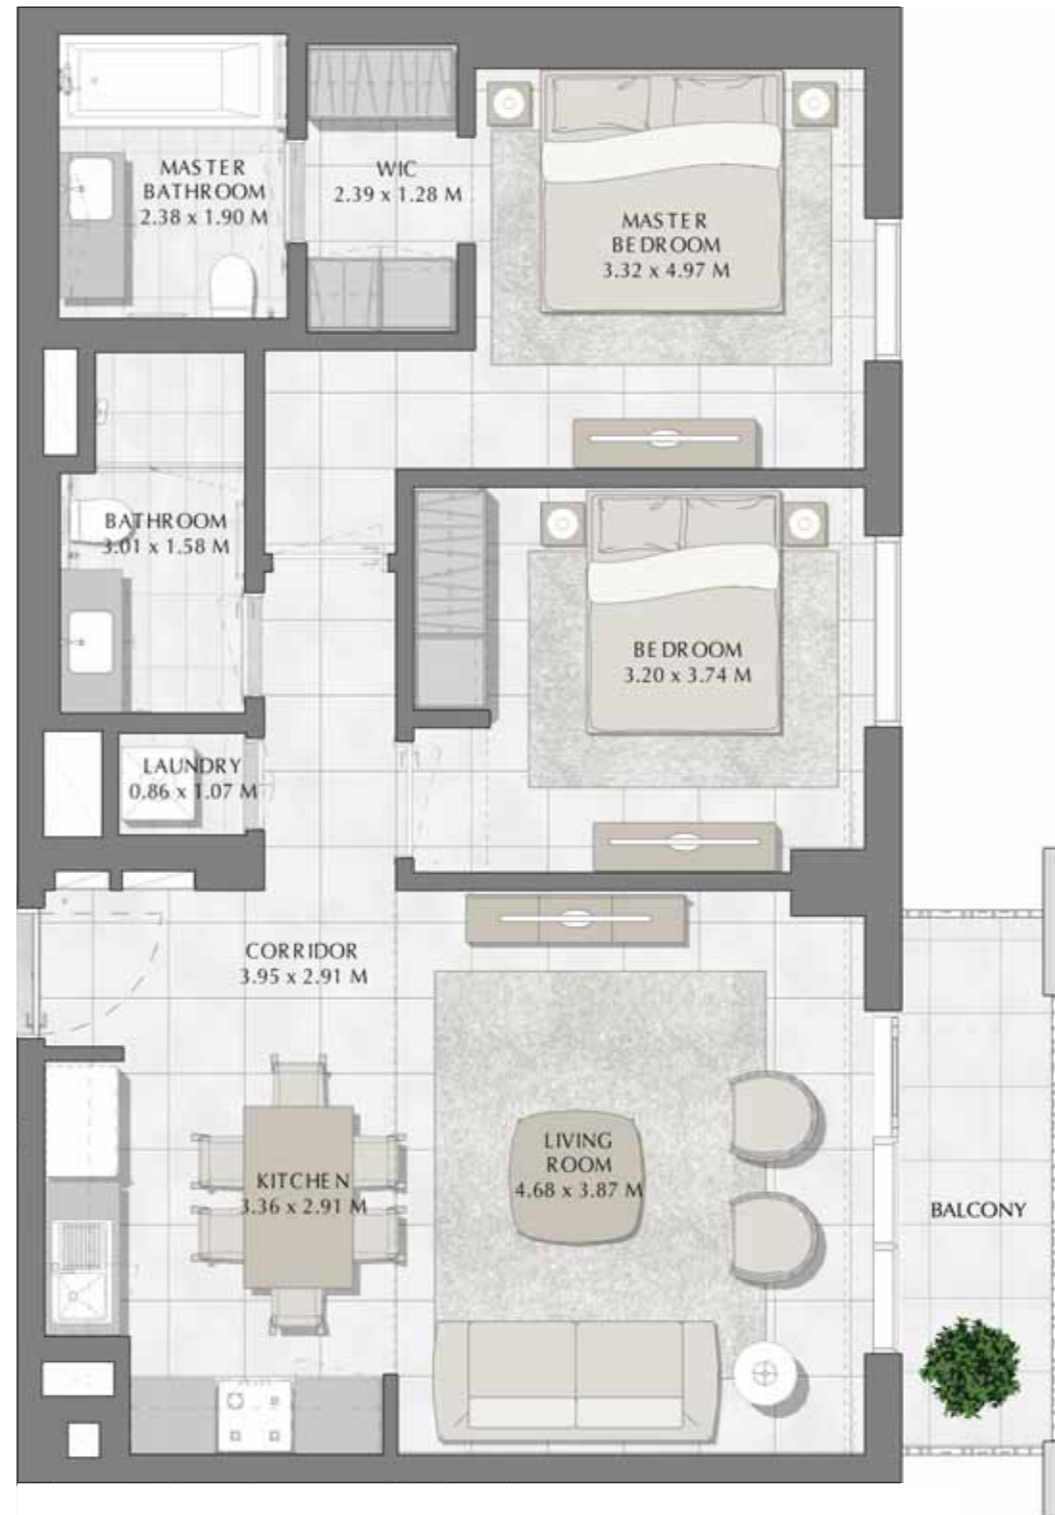 MASTER
BATHROOM
2.38 x 1.90 M
WIC
2.39 x 1.28 M
MASTER
BEDROOM
3.32 x 4.97 M
BATHROOM
3.01 x 1.58 M
BEDROOM
3.20 x 3.74 M
LAUNDRY
0.86 x 1.07 M
CORRIDOR
3.95 x 2.91 M
LIVING
ROOM
4.68 x 3.87 M
KITCHEN
3.36 x 2.91 M
BALCONY